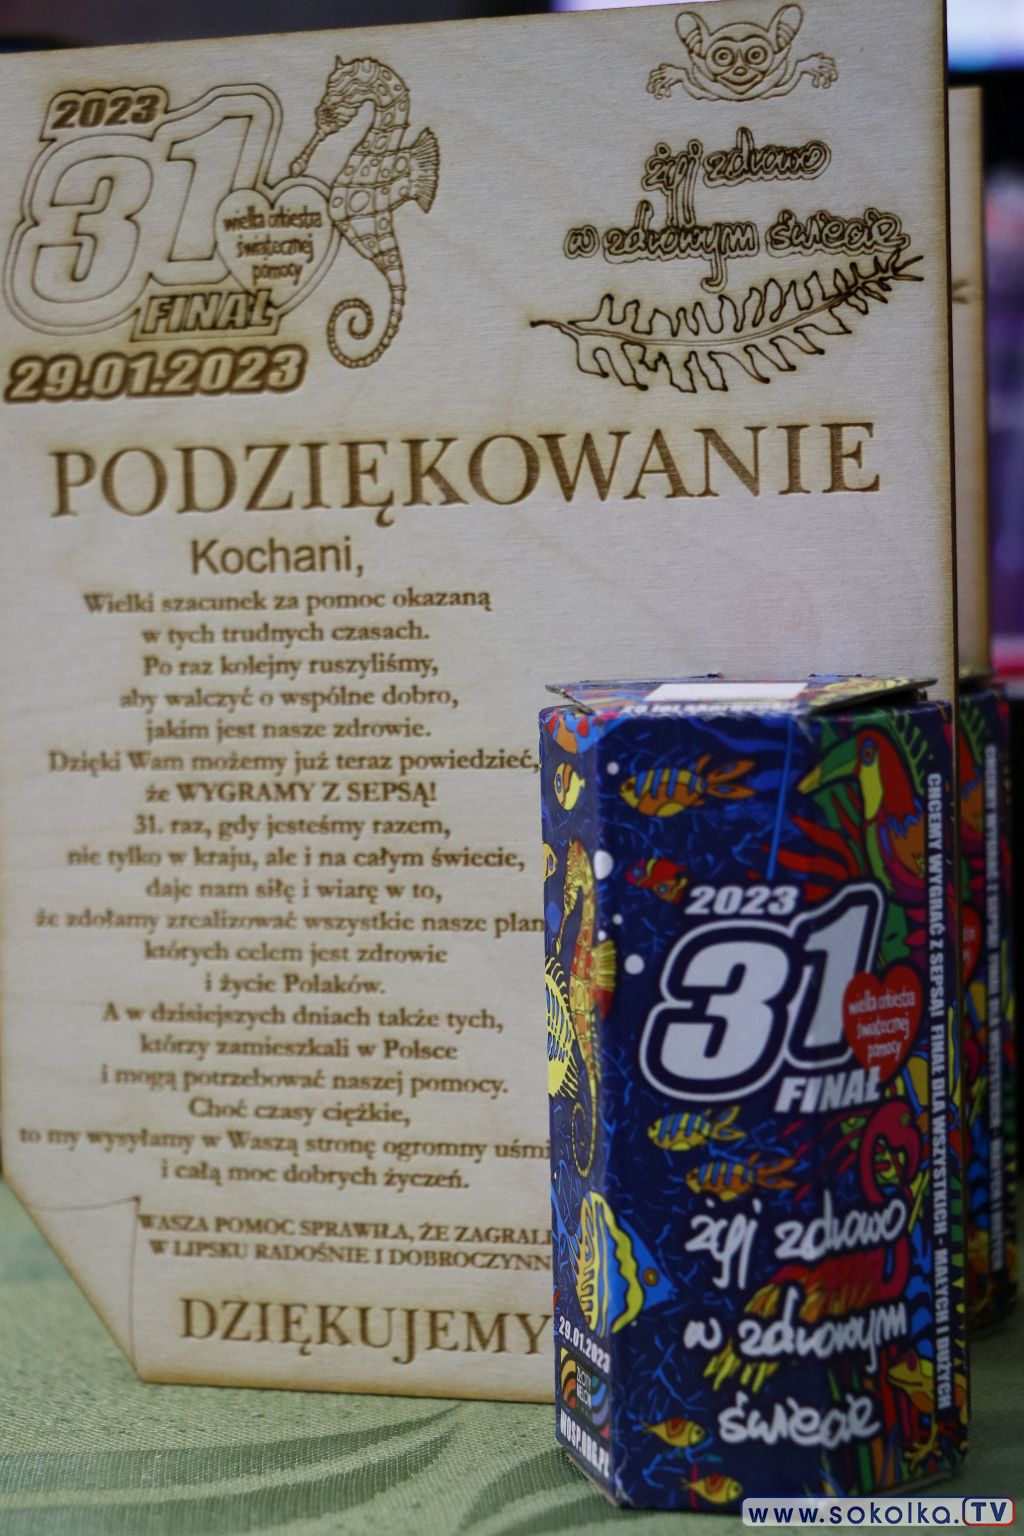 2023
31
wielka orkiestra
świątecznej
pomocy
FINAŁ
29.01.2023
żyj zdrowo
w zdrowym świecie
PODZIĘKOWANIE
Kochani,
Wielki szacunek za pomoc okazaną
w tych trudnych czasach.
Po raz kolejny ruszyliśmy,
aby walczyć o wspólne dobro,
jakim jest nasze zdrowie.
Dzięki Wam możemy już teraz powiedzieć,
że WYGRAMY Z SEPSĄ!
31. raz, gdy jesteśmy razem,
nie tylko w kraju, ale i na całym świecie,
daje nam siłę i wiarę w to,
że zdołamy zrealizować wszystkie nasze plan
których celem jest zdrowie
i życie Polaków.
A w dzisiejszych dniach także tych,
którzy zamieszkali w Polsce
i mogą potrzebować naszej pomocy.
Choć czasy ciężkie,
to my wysyłamy w Waszą stronę ogromny uśmi
i całą moc dobrych życzeń.
WASZA POMOC SPRAWIŁA, ŻE ZAGRALI
W LIPSKU RADOŚNIE I DOBROCZYNN
DZIĘKUJEMY
2023
31
wielka orkiestra
świątecznej
pomocy
FINAŁ
żyj zdrowo
w zdrowym
świecie
CHCEMY WYGRAĆ Z SEPSĄ! FINAŁ DLA WSZYSTKICH - MAŁYCH I DUŻYCH
29.01.2023
WOSP.ORG.PL
www.sokolka.TV